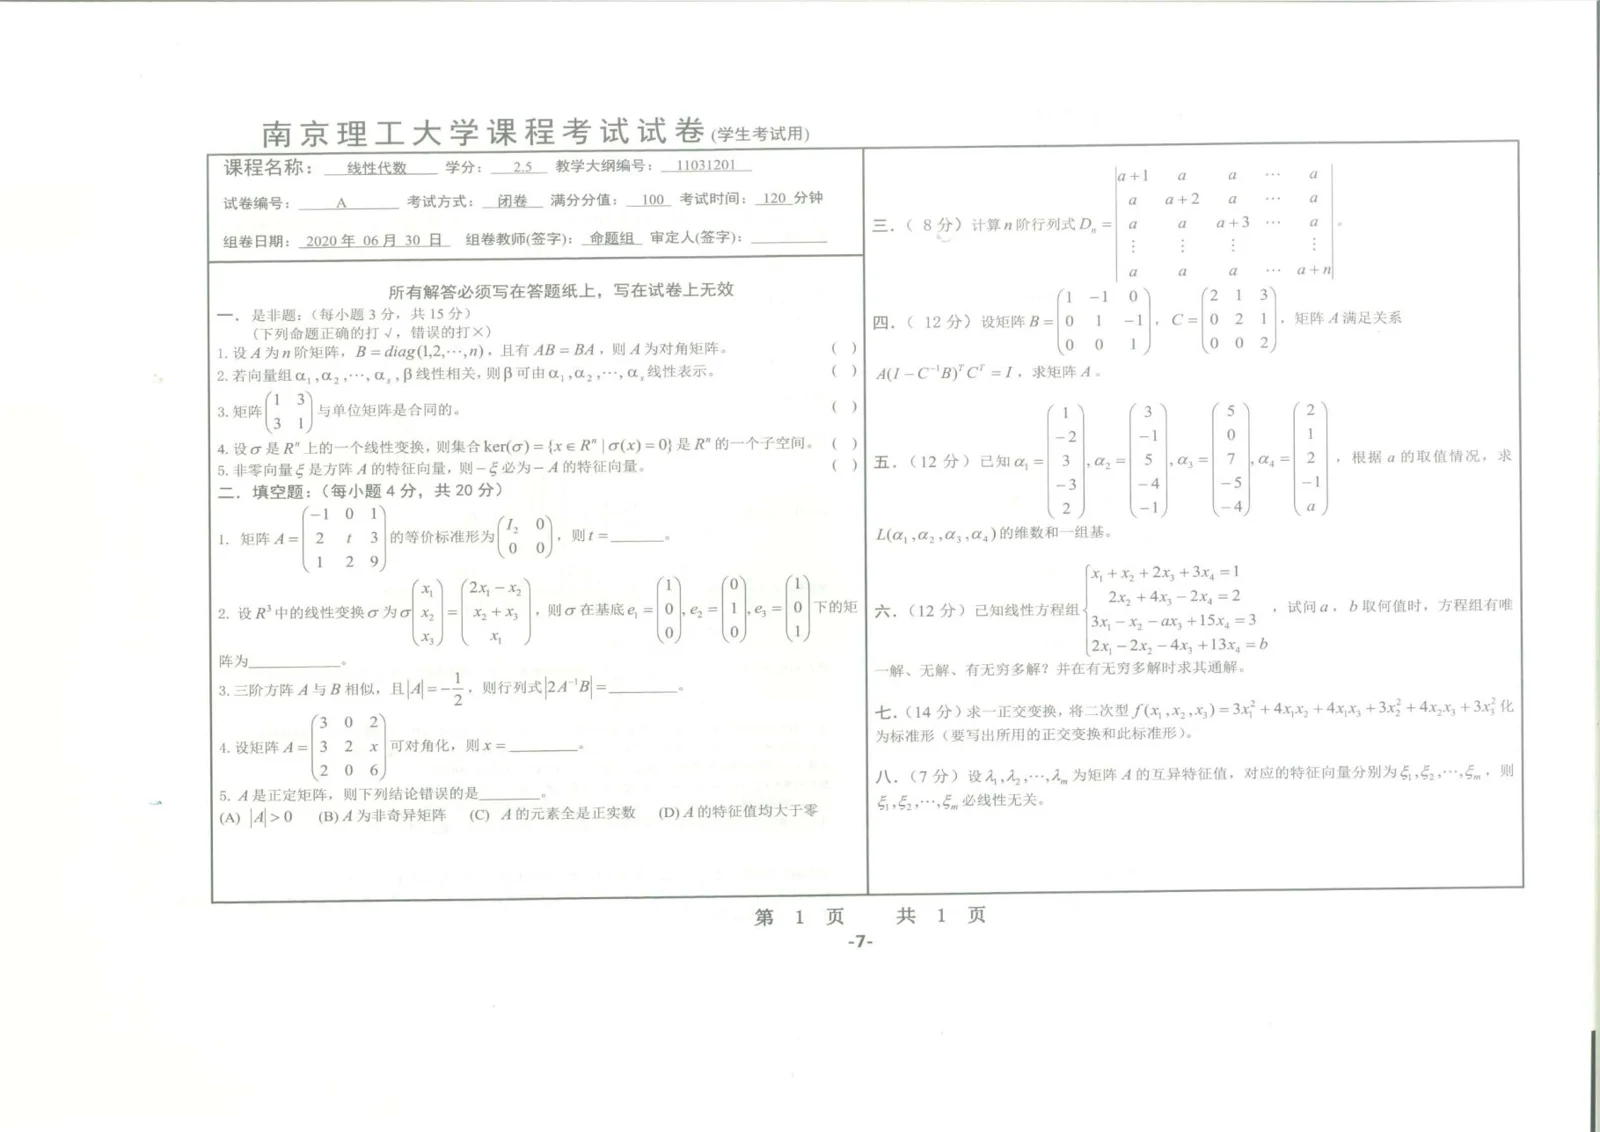 南京理工大学课程考试试卷(学生考试用)
课程名称： 线性代数 学分： 2.5 教学大纲编号： 11031201
试卷编号： A 考试方式： 闭卷 满分分值： 100 考试时间： 120 分钟
组卷日期： 2020 年 06 月 30 日 组卷教师(签字)： 命题组 审定人(签字)：
所有解答必须写在答题纸上，写在试卷上无效
一．是非题：（每小题 3 分，共 15 分）
（下列命题正确的打√，错误的打×）
1. 设 A 为 n 阶矩阵，B = diag(1,2,⋯,n)，且有 AB = BA，则 A 为对角矩阵。 ( )
2. 若向量组 α₁,α₂,⋯,αₛ,β 线性相关，则 β 可由 α₁,α₂,⋯,αₛ 线性表示。 ( )
3. 矩阵 (1 3; 3 1) 与单位矩阵是合同的。 ( )
4. 设 σ 是 Rⁿ 上的一个线性变换，则集合 ker(σ) = {x ∈ Rⁿ | σ(x) = 0} 是 Rⁿ 的一个子空间。 ( )
5. 非零向量 ξ 是方阵 A 的特征向量，则 −ξ 必为 −A 的特征向量。 ( )
二．填空题：（每小题 4 分，共 20 分）
1. 矩阵 A = (−1 0 1; 2 t 3; 1 2 9) 的等价标准形为 (I₂ 0; 0 0)，则 t = ______。
2. 设 R³ 中的线性变换 σ 为 σ(x₁; x₂; x₃) = (2x₁ − x₂; x₂ + x₃; x₁)，则 σ 在基底 e₁ = (1; 0; 0), e₂ = (0; 1; 0), e₃ = (1; 0; 1) 下的矩
阵为__________。
3. 三阶方阵 A 与 B 相似，且 |A| = −1/2，则行列式 |2A⁻¹B| = ________。
4. 设矩阵 A = (3 0 2; 3 2 x; 2 0 6) 可对角化，则 x = ________。
5. A 是正定矩阵，则下列结论错误的是_______。
(A) |A| > 0 (B) A 为非奇异矩阵 (C) A 的元素全是正实数 (D) A 的特征值均大于零
三．（ 8 分）计算 n 阶行列式 Dₙ = |a+1 a a ⋯ a; a a+2 a ⋯ a; a a a+3 ⋯ a; ⋮ ⋮ ⋮ ⋮; a a a ⋯ a+n|。
四．（ 12 分）设矩阵 B = (1 −1 0; 0 1 −1; 0 0 1)，C = (2 1 3; 0 2 1; 0 0 2)，矩阵 A 满足关系
A(I − C⁻¹B)ᵀCᵀ = I，求矩阵 A。
五．（12 分）已知 α₁ = (1; −2; 3; −3; 2), α₂ = (3; −1; 5; −4; −1), α₃ = (5; 0; 7; −5; −4), α₄ = (2; 1; 2; −1; a)，根据 a 的取值情况，求
L(α₁,α₂,α₃,α₄) 的维数和一组基。
六．（12 分）已知线性方程组 {x₁ + x₂ + 2x₃ + 3x₄ = 1; 2x₂ + 4x₃ − 2x₄ = 2; 3x₁ − x₂ − ax₃ + 15x₄ = 3; 2x₁ − 2x₂ − 4x₃ + 13x₄ = b，试问 a，b 取何值时，方程组有唯
一解、无解、有无穷多解？并在有无穷多解时求其通解。
七．（14 分）求一正交变换，将二次型 f(x₁,x₂,x₃) = 3x₁² + 4x₁x₂ + 4x₁x₃ + 3x₂² + 4x₂x₃ + 3x₃² 化
为标准形（要写出所用的正交变换和此标准形）。
八．（7 分）设 λ₁,λ₂,⋯,λₘ 为矩阵 A 的互异特征值，对应的特征向量分别为 ξ₁,ξ₂,⋯,ξₘ，则
ξ₁,ξ₂,⋯,ξₘ 必线性无关。
第 1 页 共 1 页
-7-